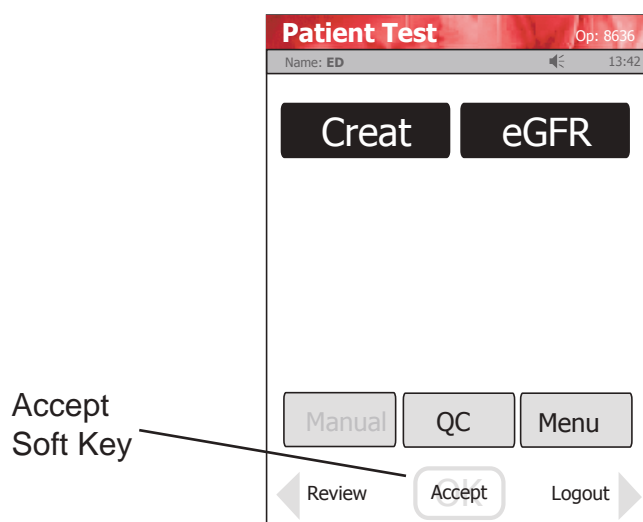 Patient Test Op: 8636
Name: ED 13:42
Creat eGFR
Manual QC Menu
Accept
Soft Key
Review OK Accept Logout